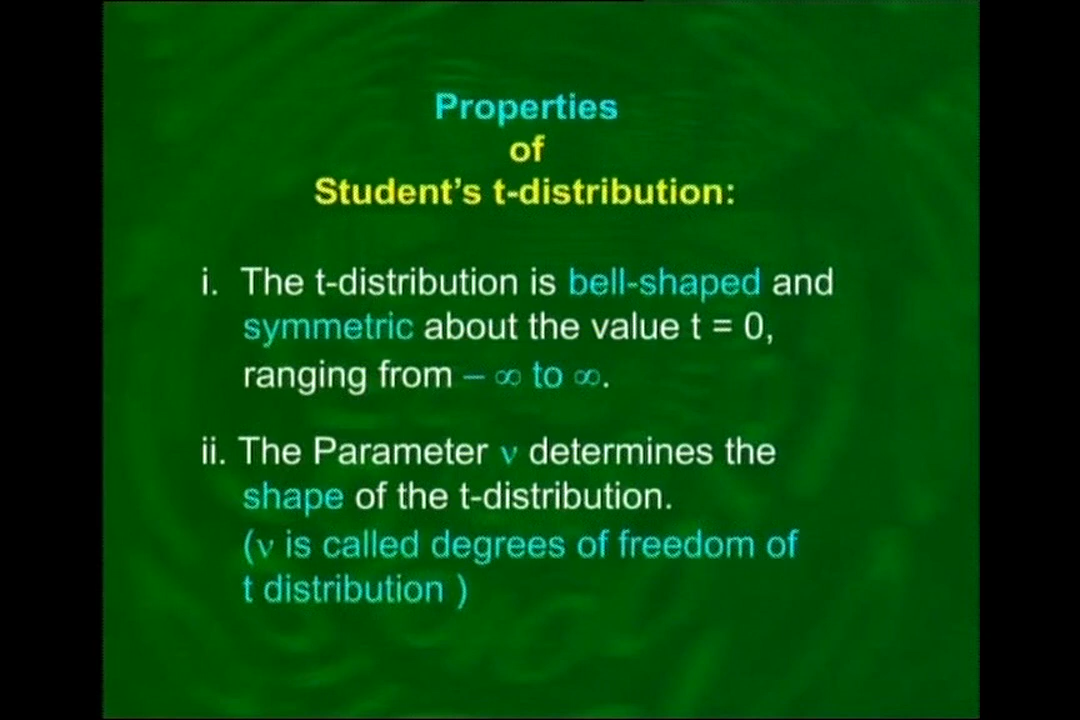 Properties
of
Student’s t-distribution:
i. The t-distribution is bell-shaped and
symmetric about the value t = 0,
ranging from – ∞ to ∞.
ii. The Parameter ν determines the
shape of the t-distribution.
(ν is called degrees of freedom of
t distribution )